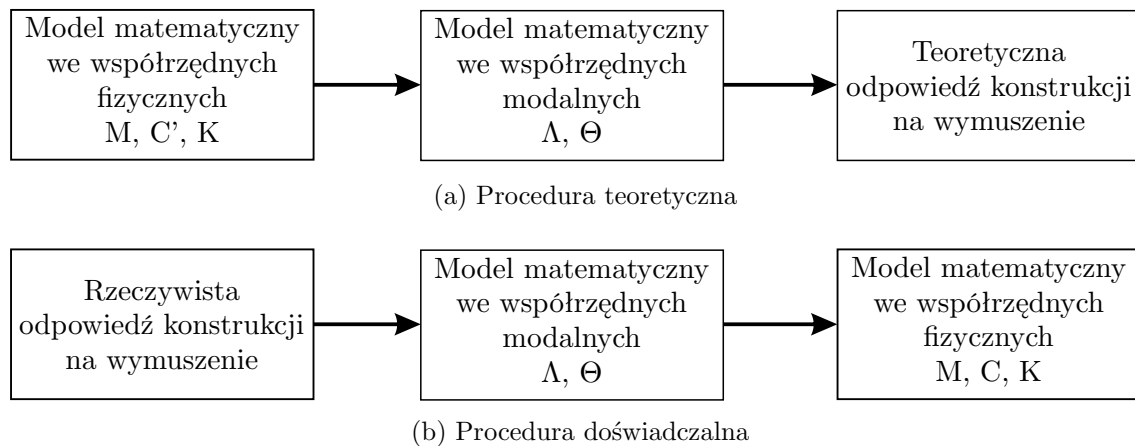 Model matematyczny
we współrzędnych
fizycznych
M, C', K
Model matematyczny
we współrzędnych
modalnych
Λ, Θ
Teoretyczna
odpowiedź konstrukcji
na wymuszenie
(a) Procedura teoretyczna
Rzeczywista
odpowiedź konstrukcji
na wymuszenie
Model matematyczny
we współrzędnych
modalnych
Λ, Θ
Model matematyczny
we współrzędnych
fizycznych
M, C, K
(b) Procedura doświadczalna